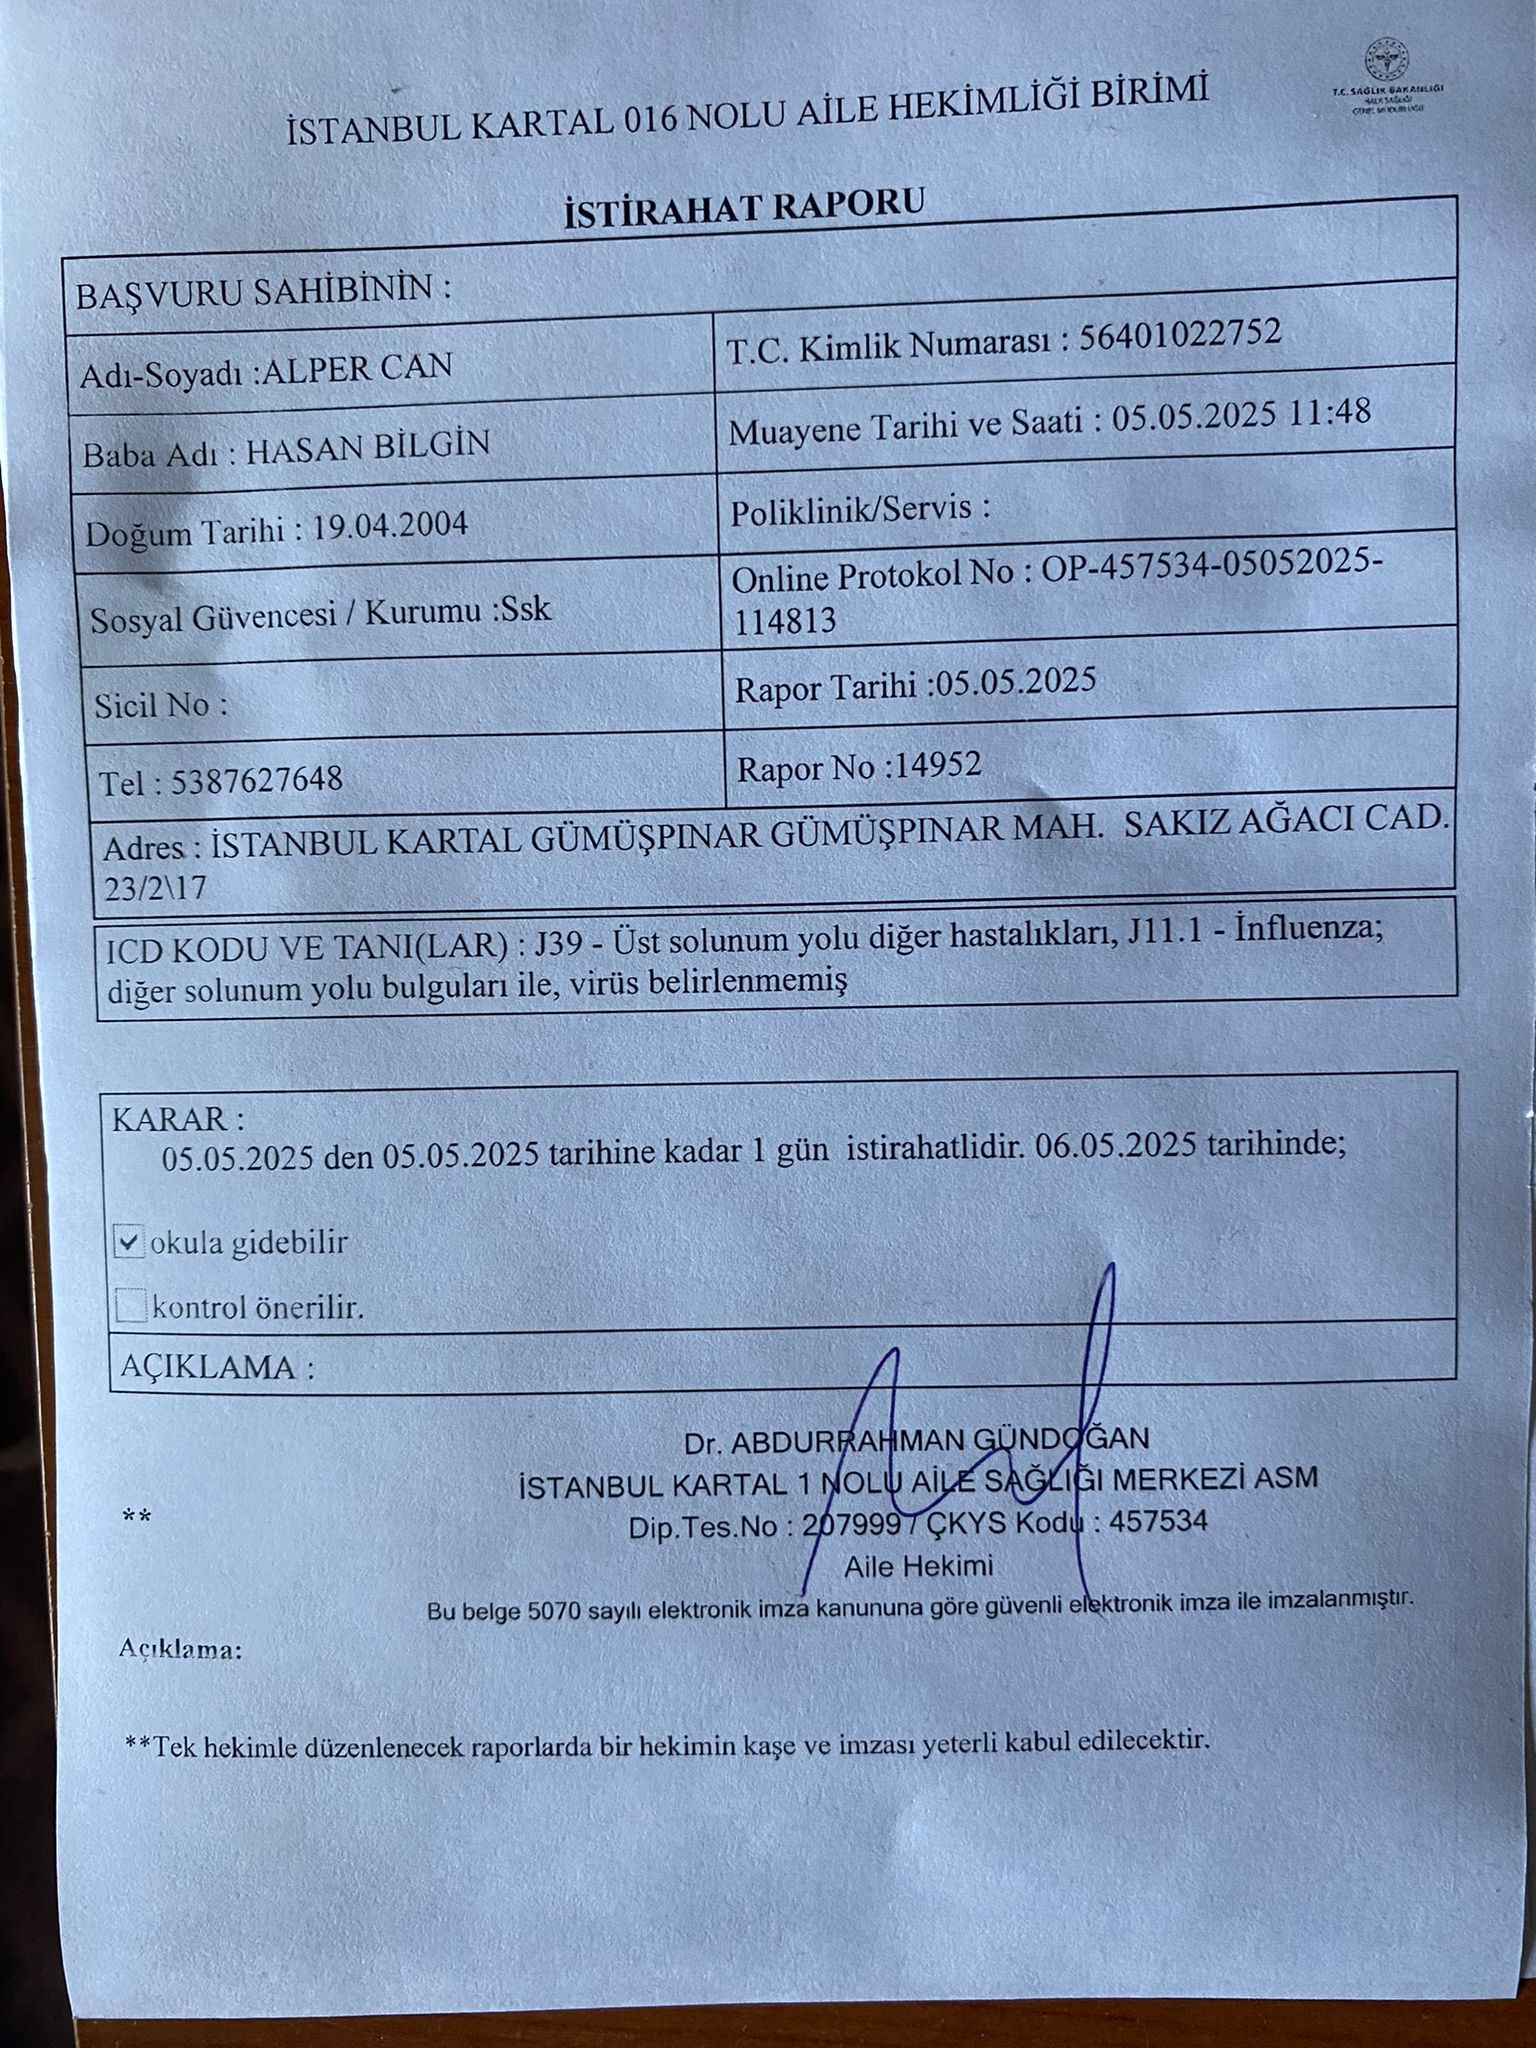 T.C. SAĞLIK BAKANLIĞI
HALK SAĞLIĞI
GENEL MÜDÜRLÜĞÜ
İSTANBUL KARTAL 016 NOLU AİLE HEKİMLİĞİ BİRİMİ
İSTİRAHAT RAPORU
BAŞVURU SAHİBİNİN :
Adı-Soyadı :ALPER CAN
T.C. Kimlik Numarası : 56401022752
Baba Adı : HASAN BİLGİN
Muayene Tarihi ve Saati : 05.05.2025 11:48
Doğum Tarihi : 19.04.2004
Poliklinik/Servis :
Sosyal Güvencesi / Kurumu :Ssk
Online Protokol No : OP-457534-05052025-
114813
Sicil No :
Rapor Tarihi :05.05.2025
Tel : 5387627648
Rapor No :14952
Adres : İSTANBUL KARTAL GÜMÜŞPINAR GÜMÜŞPINAR MAH.  SAKIZ AĞACI CAD.
23/2\17
ICD KODU VE TANI(LAR) : J39 - Üst solunum yolu diğer hastalıkları, J11.1 - İnfluenza;
diğer solunum yolu bulguları ile, virüs belirlenmemiş
KARAR :
05.05.2025 den 05.05.2025 tarihine kadar 1 gün  istirahatlidir. 06.05.2025 tarihinde;
okula gidebilir
kontrol önerilir.
AÇIKLAMA :
Dr. ABDURRAHMAN GÜNDOĞAN
İSTANBUL KARTAL 1 NOLU AİLE SAĞLIĞI MERKEZİ ASM
**
Dip.Tes.No : 207999 / ÇKYS Kodu : 457534
Aile Hekimi
Bu belge 5070 sayılı elektronik imza kanununa göre güvenli elektronik imza ile imzalanmıştır.
Açıklama:
**Tek hekimle düzenlenecek raporlarda bir hekimin kaşe ve imzası yeterli kabul edilecektir.